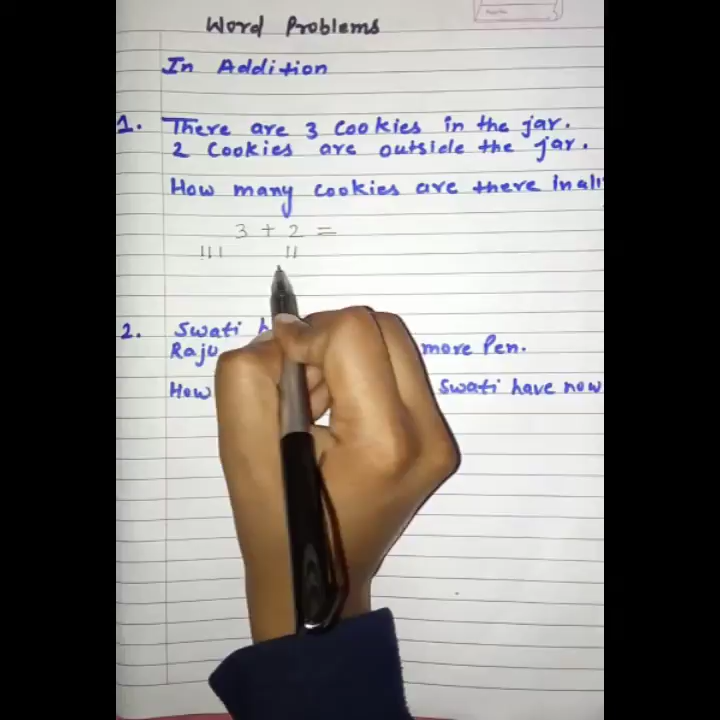 Word Problems
In Addition
1. There are 3 Cookies in the jar.
2 Cookies are outside the jar.
How many cookies are there in all
3 + 2 =
2. Swati h
Raju more Pen.
How Swati have now